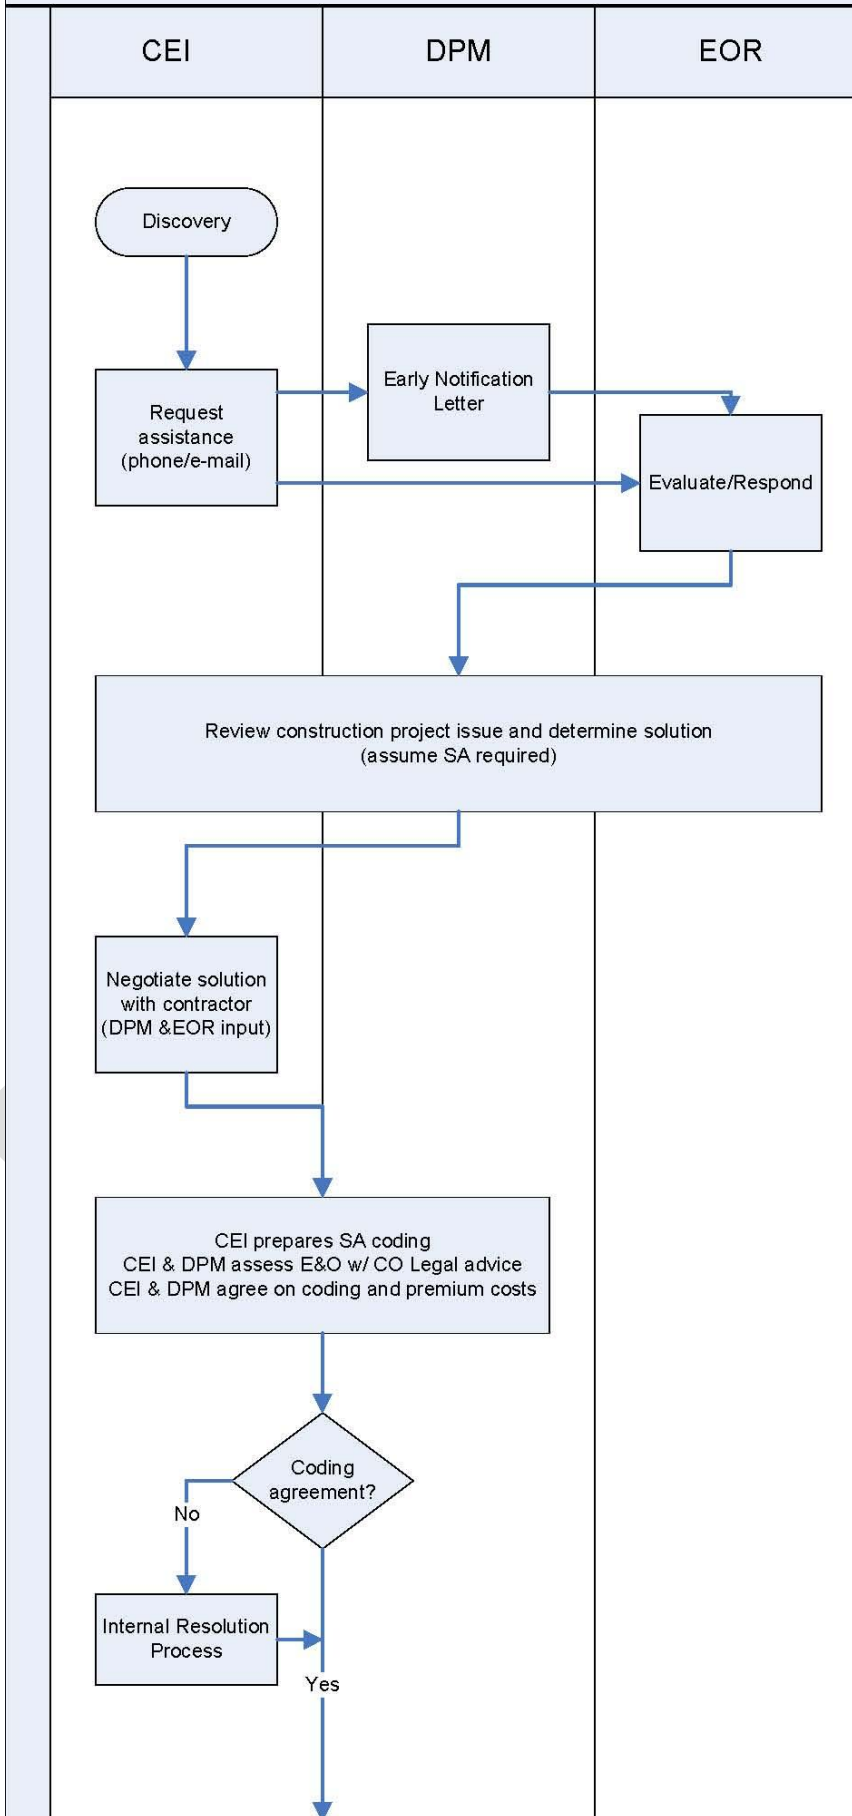 CEI
DPM
EOR
Discovery
Early Notification
Letter
Request
assistance
(phone/e-mail)
Evaluate/Respond
Review construction project issue and determine solution
(assume SA required)
Negotiate solution
with contractor
(DPM &EOR input)
CEI prepares SA coding
CEI & DPM assess E&O w/ CO Legal advice
CEI & DPM agree on coding and premium costs
Coding
agreement?
No
Internal Resolution
Process
Yes